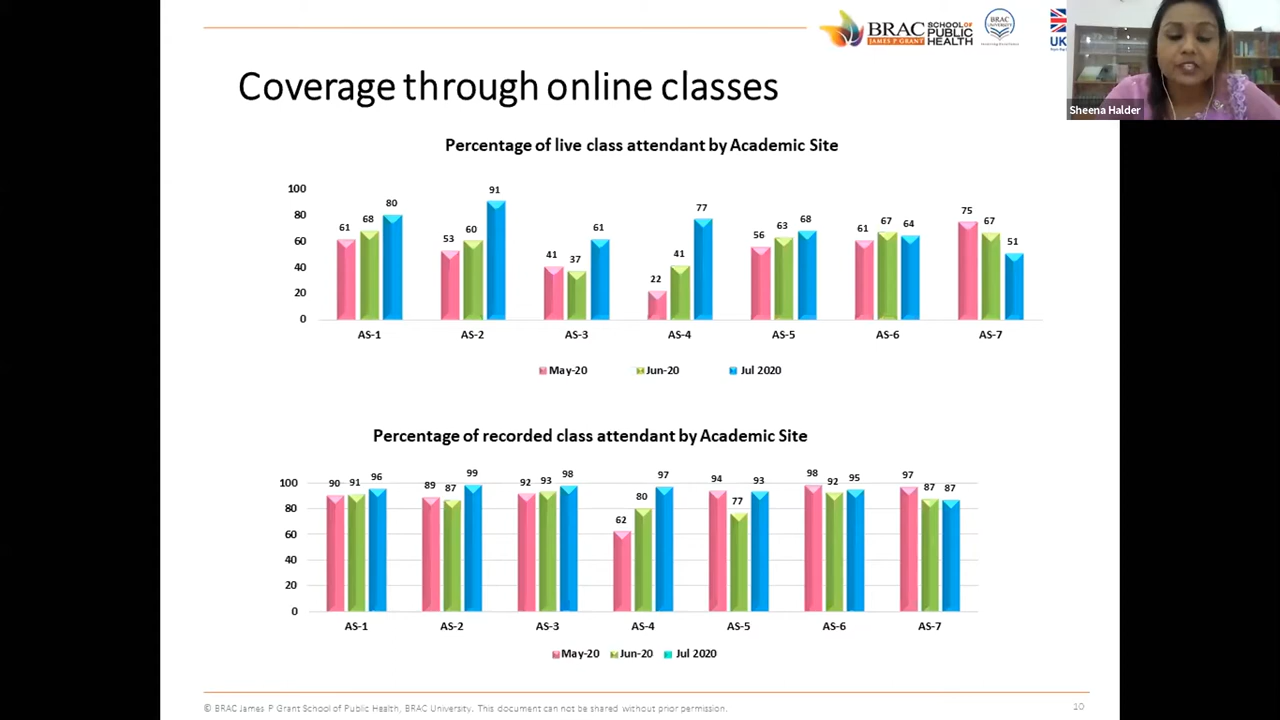 BRAC
JAMES P GRANT
SCHOOL OF
PUBLIC
HEALTH
BRAC
UNIVERSITY
UK
Sheena Halder
Coverage through online classes
Percentage of live class attendant by Academic Site
100
80
60
40
20
0
61 68 80
53 60 91
41 37 61
22 41 77
56 63 68
61 67 64
75 67 51
AS-1 AS-2 AS-3 AS-4 AS-5 AS-6 AS-7
May-20 Jun-20 Jul 2020
Percentage of recorded class attendant by Academic Site
100
80
60
40
20
0
90 91 96
89 87 99
92 93 98
62 80 97
94 77 93
98 92 95
97 87 87
AS-1 AS-2 AS-3 AS-4 AS-5 AS-6 AS-7
May-20 Jun-20 Jul 2020
© BRAC James P Grant School of Public Health, BRAC University. This document can not be shared without prior permission.
10